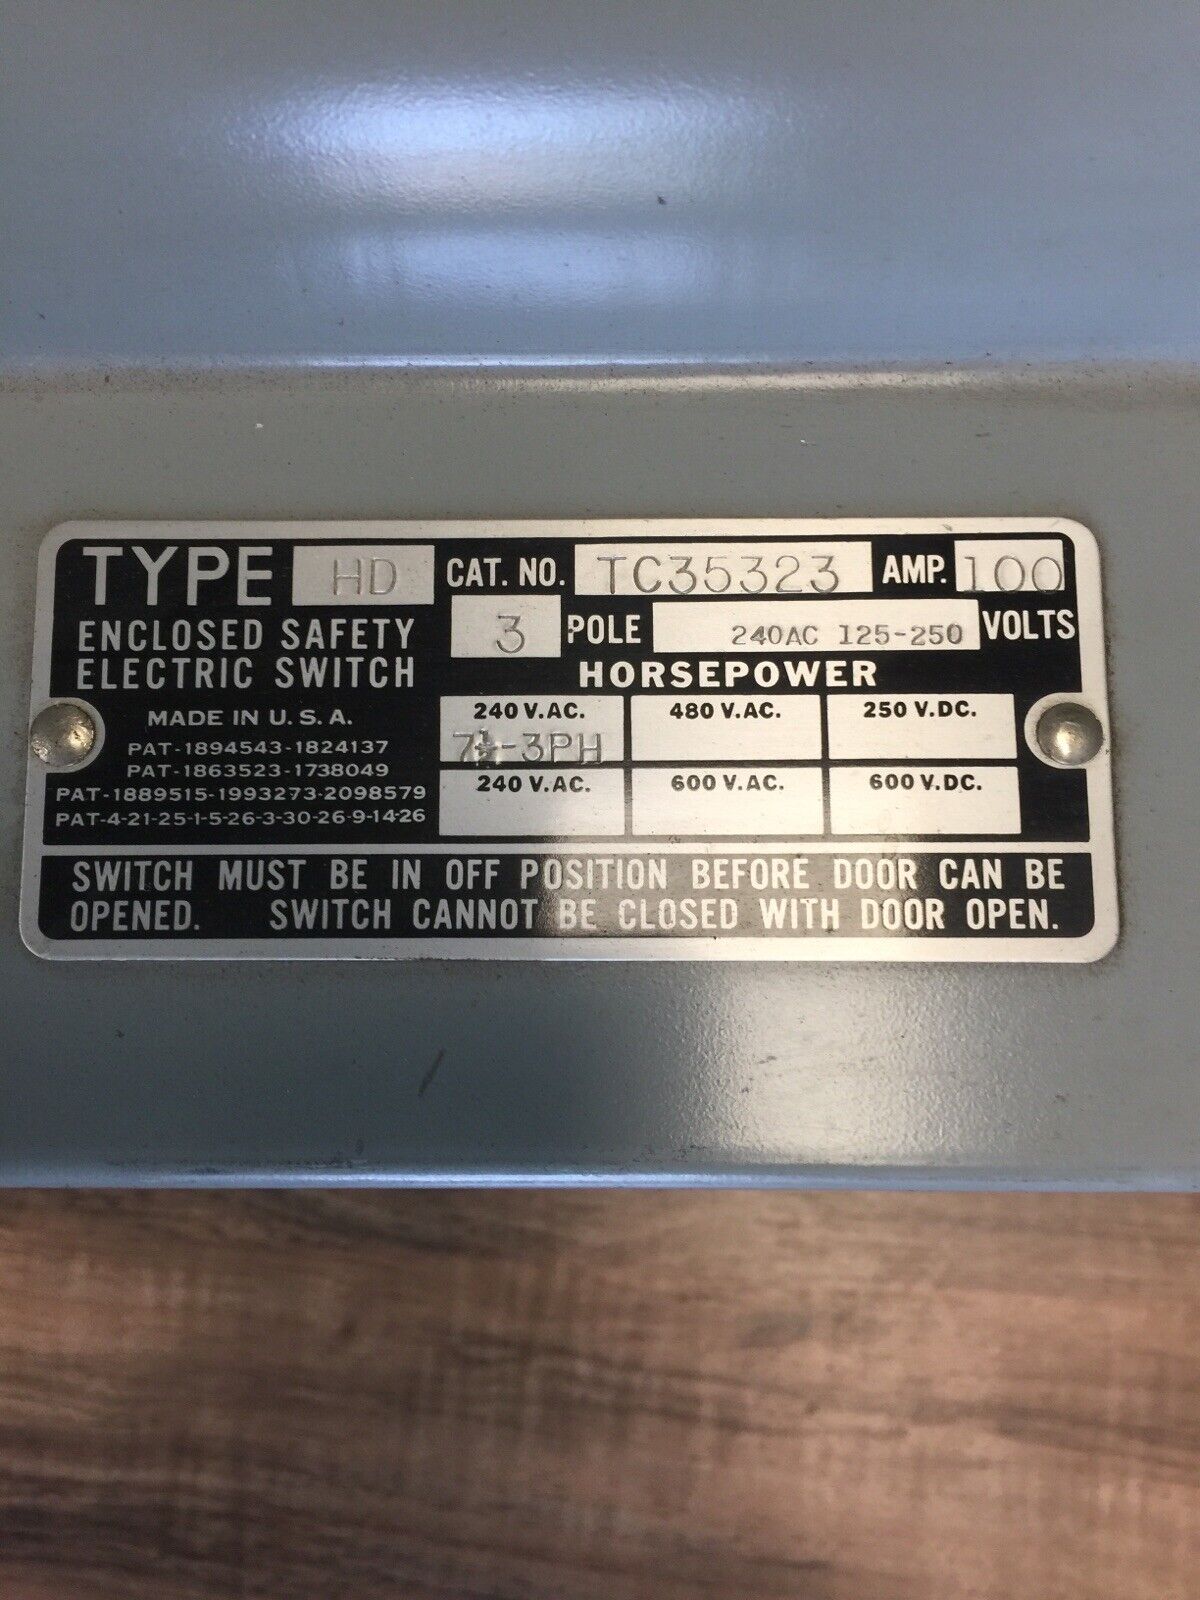 TYPE HD CAT. NO. TC35323 AMP. 100
ENCLOSED SAFETY 3 POLE 240AC 125-250 VOLTS
ELECTRIC SWITCH HORSEPOWER
MADE IN U.S.A. 240 V.AC. 480 V.AC. 250 V.DC.
PAT-1894543-1824137 7½-3PH
PAT-1863523-1738049 240 V.AC. 600 V.AC. 600 V.DC.
PAT-1889515-1993273-2098579
PAT-4-21-25-1-5-26-3-30-26-9-14-26
SWITCH MUST BE IN OFF POSITION BEFORE DOOR CAN BE
OPENED. SWITCH CANNOT BE CLOSED WITH DOOR OPEN.